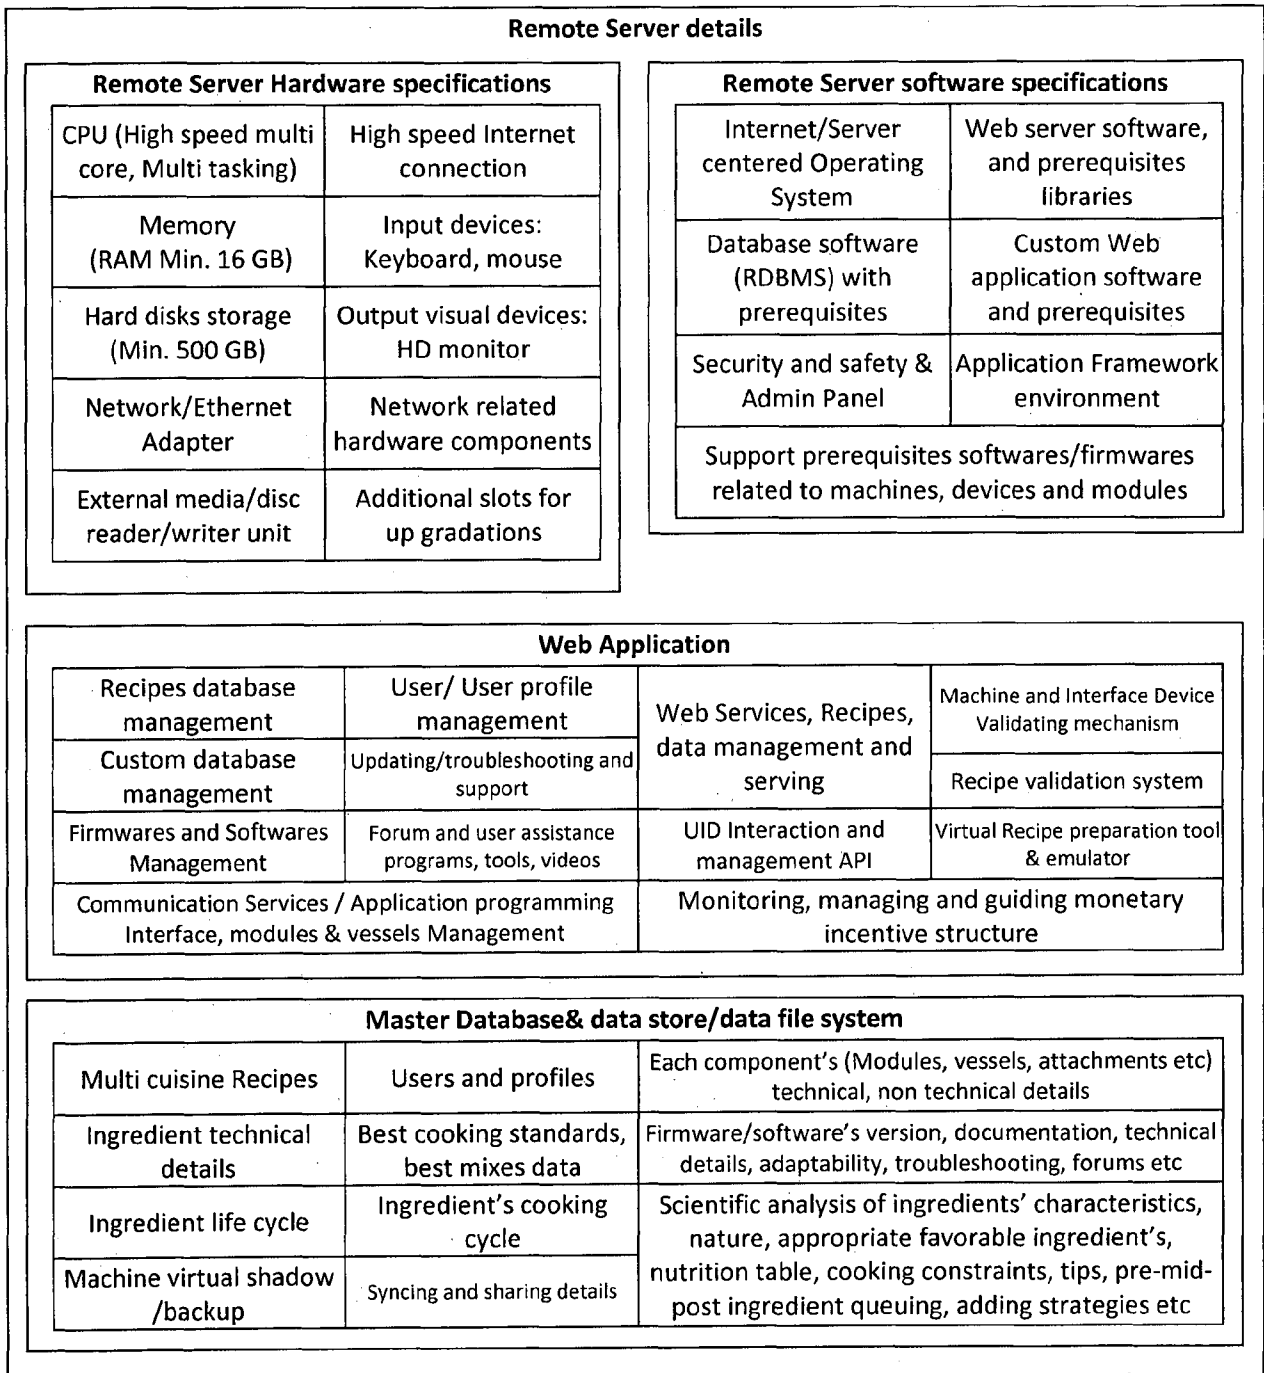 Remote Server details
Remote Server Hardware specifications
CPU (High speed multi
core, Multi tasking)
High speed Internet
connection
Memory
(RAM Min. 16 GB)
Input devices:
Keyboard, mouse
Hard disks storage
(Min. 500 GB)
Output visual devices:
HD monitor
Network/Ethernet
Adapter
Network related
hardware components
External media/disc
reader/writer unit
Additional slots for
up gradations
Remote Server software specifications
Internet/Server
centered Operating
System
Web server software,
and prerequisites
libraries
Database software
(RDBMS) with
prerequisites
Custom Web
application software
and prerequisites
Security and safety &
Admin Panel
Application Framework
environment
Support prerequisites softwares/firmwares
related to machines, devices and modules
Web Application
Recipes database
management
User/ User profile
management
Web Services, Recipes,
data management and
serving
Machine and Interface Device
Validating mechanism
Custom database
management
Updating/troubleshooting and
support
Recipe validation system
Firmwares and Softwares
Management
Forum and user assistance
programs, tools, videos
UID Interaction and
management API
Virtual Recipe preparation tool
& emulator
Communication Services / Application programming
Interface, modules & vessels Management
Monitoring, managing and guiding monetary
incentive structure
Master Database& data store/data file system
Multi cuisine Recipes
Users and profiles
Each component's (Modules, vessels, attachments etc)
technical, non technical details
Ingredient technical
details
Best cooking standards,
best mixes data
Firmware/software's version, documentation, technical
details, adaptability, troubleshooting, forums etc
Ingredient life cycle
Ingredient's cooking
cycle
Scientific analysis of ingredients' characteristics,
nature, appropriate favorable ingredient's,
nutrition table, cooking constraints, tips, pre-mid-
post ingredient queuing, adding strategies etc
Machine virtual shadow
/backup
Syncing and sharing details